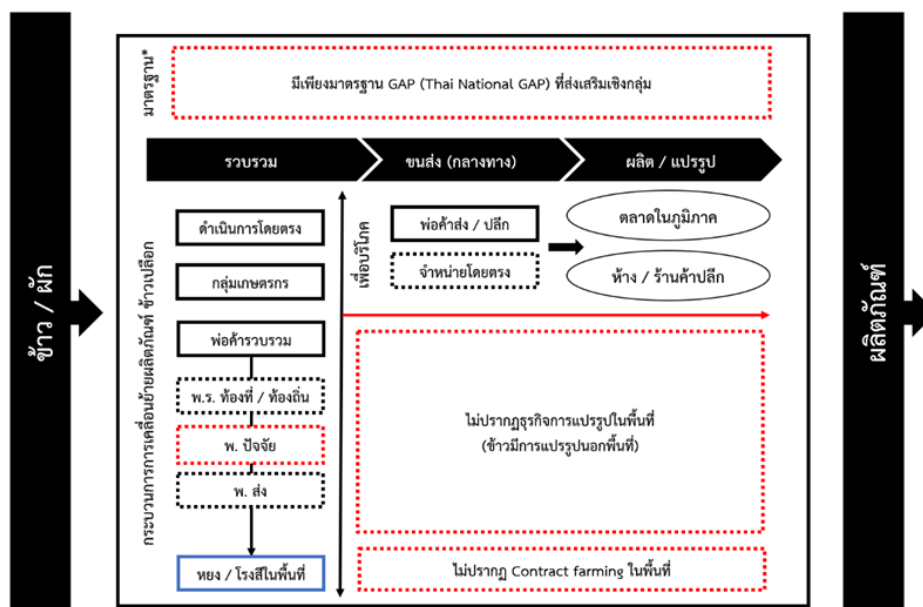 ข้าว / ผัก
มาตรฐาน*
มีเพียงมาตรฐาน GAP (Thai National GAP) ที่ส่งเสริมเชิงกลุ่ม
รวบรวม
ขนส่ง (กลางทาง)
ผลิต / แปรรูป
กระบวนการการเคลื่อนย้ายผลิตภัณฑ์ ข้าวเปลือก
ดำเนินการโดยตรง
กลุ่มเกษตรกร
พ่อค้ารวบรวม
พ.ร. ท้องที่ / ท้องถิ่น
พ. ปัจจัย
พ. ส่ง
หยง / โรงสีในพื้นที่
เพื่อบริโภค
พ่อค้าส่ง / ปลีก
จำหน่ายโดยตรง
ตลาดในภูมิภาค
ห้าง / ร้านค้าปลีก
ไม่ปรากฏธุรกิจการแปรรูปในพื้นที่
(ข้าวมีการแปรรูปนอกพื้นที่)
ไม่ปรากฏ Contract farming ในพื้นที่
ผลิตภัณฑ์